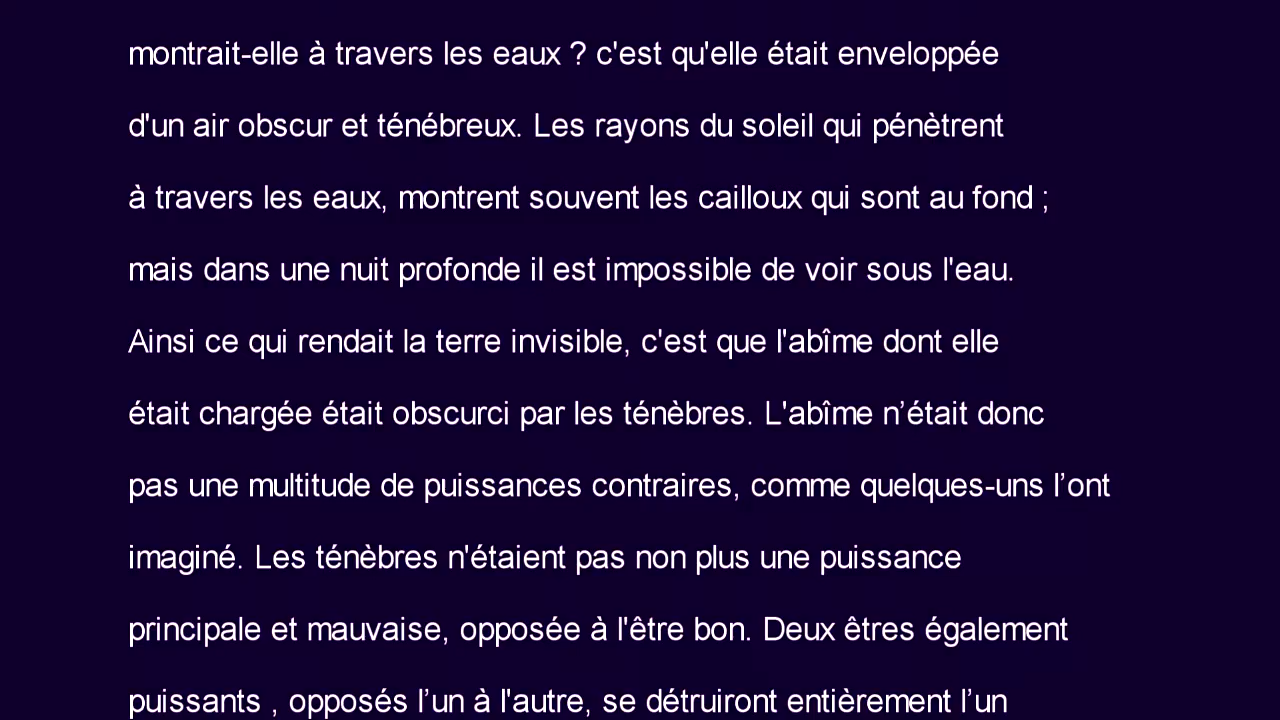 montrait-elle à travers les eaux ? c'est qu'elle était enveloppée
d'un air obscur et ténébreux. Les rayons du soleil qui pénètrent
à travers les eaux, montrent souvent les cailloux qui sont au fond ;
mais dans une nuit profonde il est impossible de voir sous l'eau.
Ainsi ce qui rendait la terre invisible, c'est que l'abîme dont elle
était chargée était obscurci par les ténèbres. L'abîme n’était donc
pas une multitude de puissances contraires, comme quelques-uns l’ont
imaginé. Les ténèbres n'étaient pas non plus une puissance
principale et mauvaise, opposée à l'être bon. Deux êtres également
puissants , opposés l’un à l'autre, se détruiront entièrement l’un